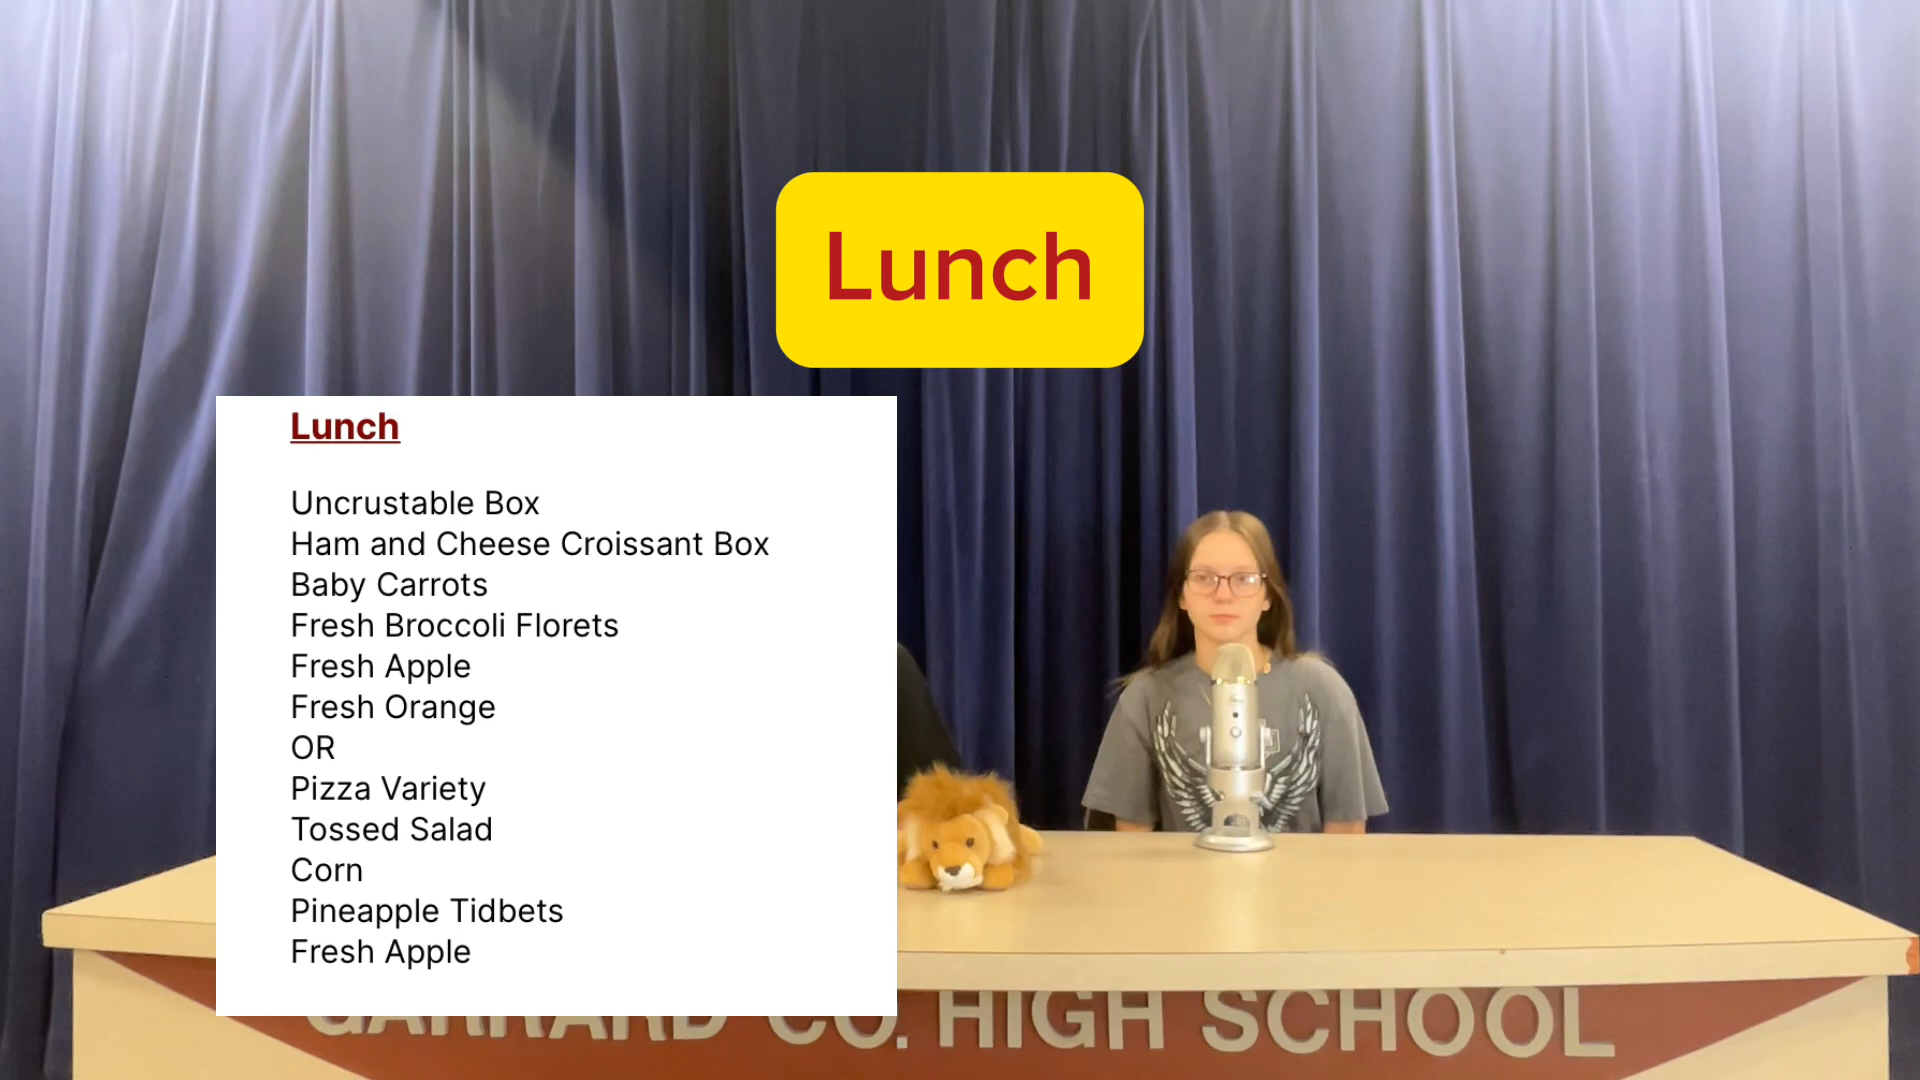 Lunch
Lunch
Uncrustable Box
Ham and Cheese Croissant Box
Baby Carrots
Fresh Broccoli Florets
Fresh Apple
Fresh Orange
OR
Pizza Variety
Tossed Salad
Corn
Pineapple Tidbets
Fresh Apple
GARRARD CO. HIGH SCHOOL